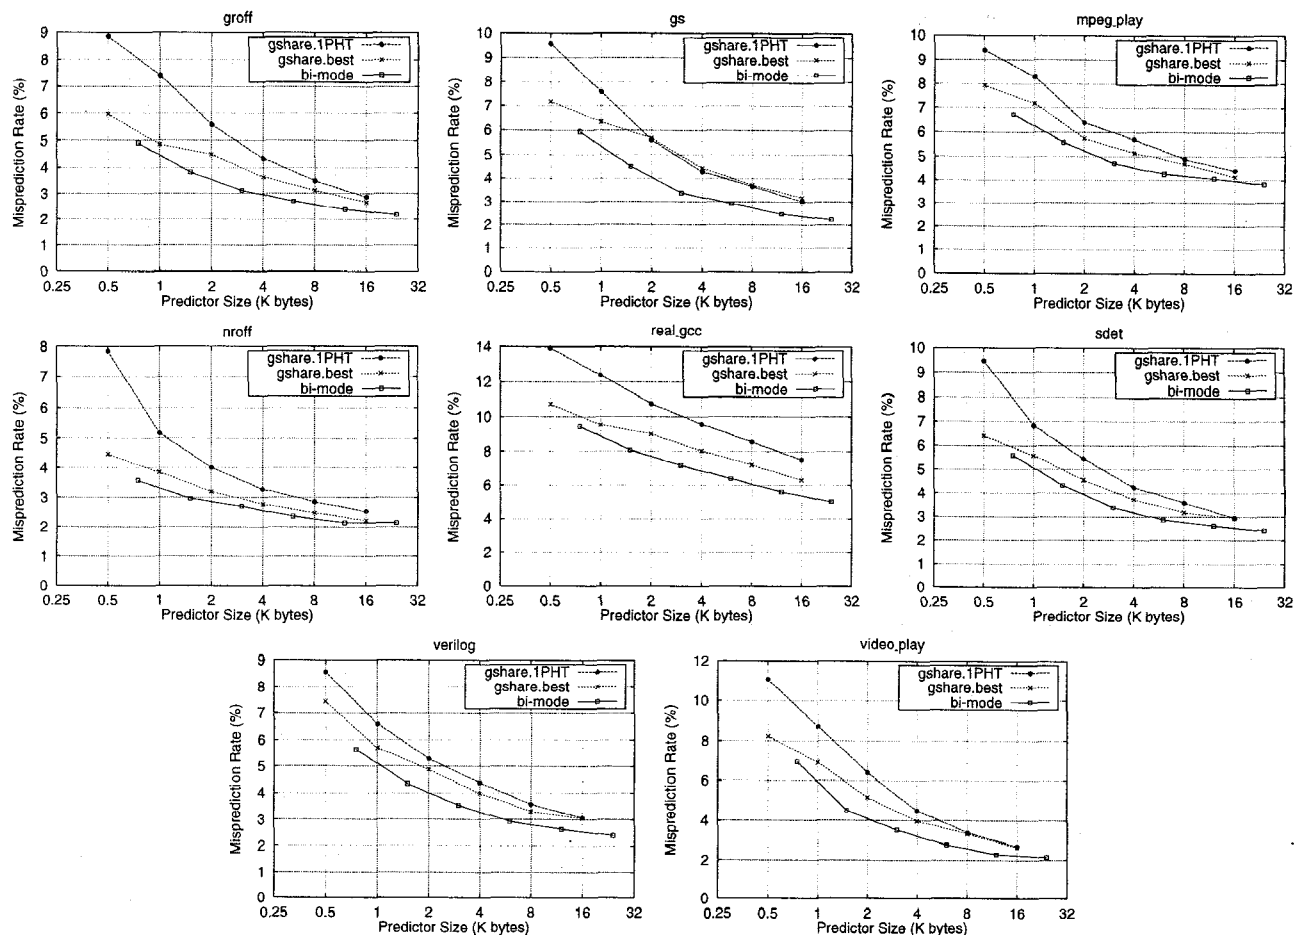 groff
9
8
7
6
5
4
3
2
1
0
Misprediction Rate (%)
gshare.1PHT
gshare.best
bi-mode
0.25 0.5 1 2 4 8 16 32
Predictor Size (K bytes)
gs
10
9
8
7
6
5
4
3
2
1
0
Misprediction Rate (%)
gshare.1PHT
gshare.best
bi-mode
0.25 0.5 1 2 4 8 16 32
Predictor Size (K bytes)
mpeg_play
10
9
8
7
6
5
4
3
2
1
0
Misprediction Rate (%)
gshare.1PHT
gshare.best
bi-mode
0.25 0.5 1 2 4 8 16 32
Predictor Size (K bytes)
nroff
8
7
6
5
4
3
2
1
0
Misprediction Rate (%)
gshare.1PHT
gshare.best
bi-mode
0.25 0.5 1 2 4 8 16 32
Predictor Size (K bytes)
real_gcc
14
12
10
8
6
4
2
0
Misprediction Rate (%)
gshare.1PHT
gshare.best
bi-mode
0.25 0.5 1 2 4 8 16 32
Predictor Size (K bytes)
sdet
10
9
8
7
6
5
4
3
2
1
0
Misprediction Rate (%)
gshare.1PHT
gshare.best
bi-mode
0.25 0.5 1 2 4 8 16 32
Predictor Size (K bytes)
verilog
9
8
7
6
5
4
3
2
1
0
Misprediction Rate (%)
gshare.1PHT
gshare.best
bi-mode
0.25 0.5 1 2 4 8 16 32
Predictor Size (K bytes)
video_play
12
10
8
6
4
2
0
Misprediction Rate (%)
gshare.1PHT
gshare.best
bi-mode
0.25 0.5 1 2 4 8 16 32
Predictor Size (K bytes)